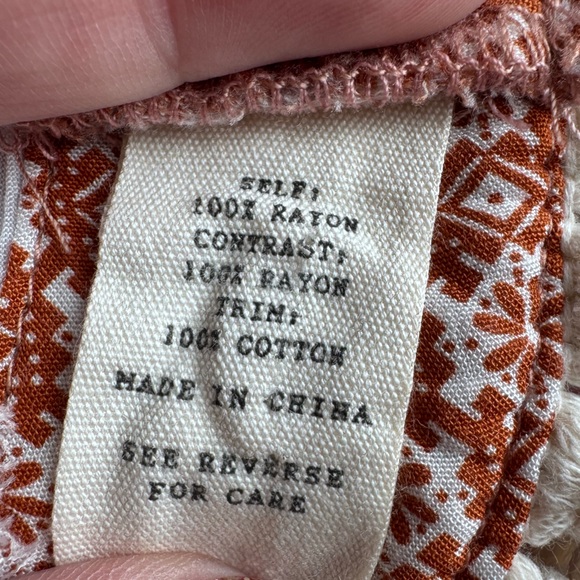 SELF:
100% RAYON
CONTRAST:
100% RAYON
TRIM:
100% COTTON
MADE IN CHINA
SEE REVERSE
FOR CARE